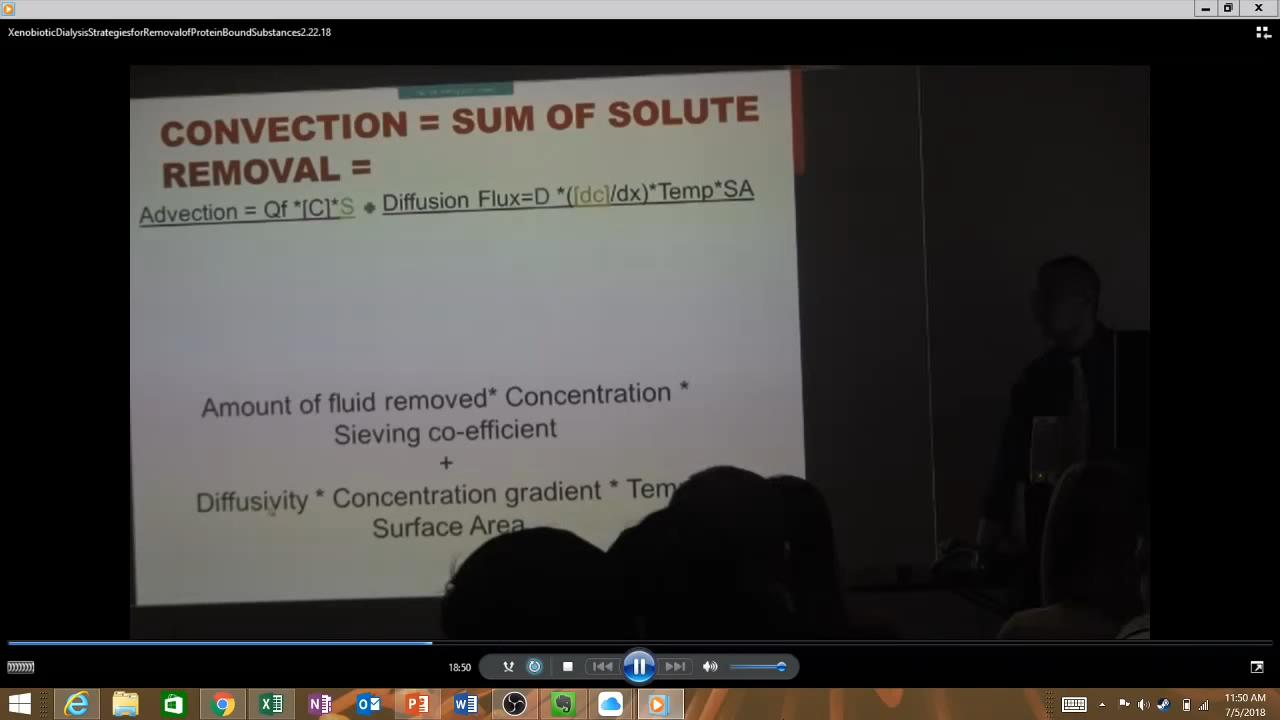 XenobioticDialysisStrategiesforRemovalofProteinBoundSubstances2.22.18
CONVECTION = SUM OF SOLUTE
REMOVAL =
Advection = Qf *[C]*S • Diffusion Flux=D *([dc]/dx)*Temp*SA
Amount of fluid removed* Concentration *
Sieving co-efficient
+
Diffusivity * Concentration gradient *
Surface Area
18:50
11:50 AM
7/5/2018